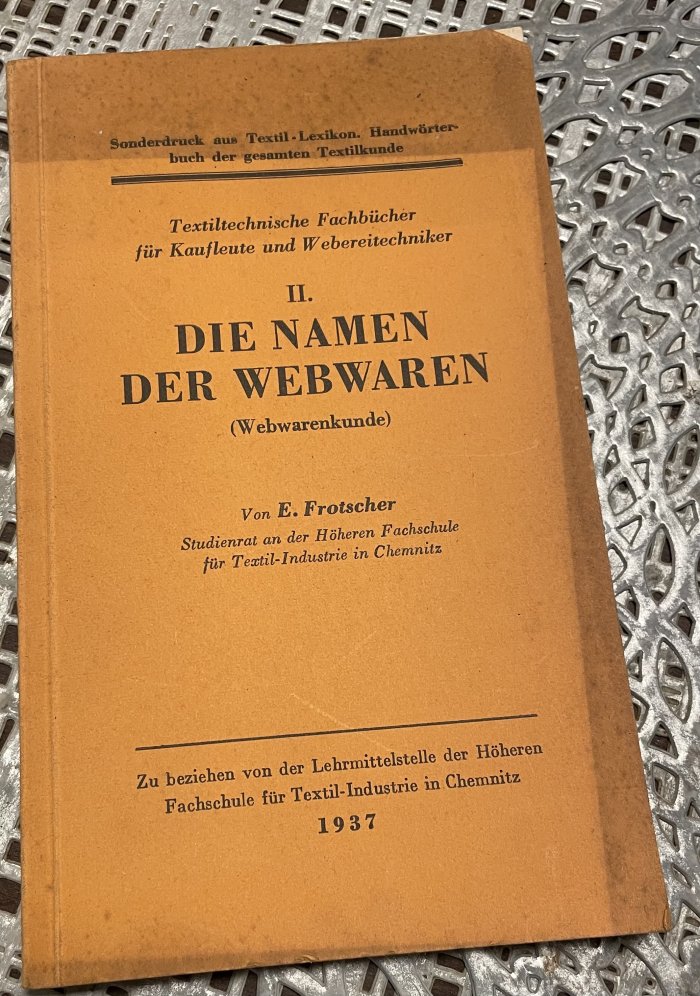 Sonderdruck aus Textil-Lexikon. Handwörter-
buch der gesamten Textilkunde
Textiltechnische Fachbücher
für Kaufleute und Webereitechniker
II.
DIE NAMEN
DER WEBWAREN
(Webwarenkunde)
Von E. Frotscher
Studienrat an der Höheren Fachschule
für Textil-Industrie in Chemnitz
Zu beziehen von der Lehrmittelstelle der Höheren
Fachschule für Textil-Industrie in Chemnitz
1937